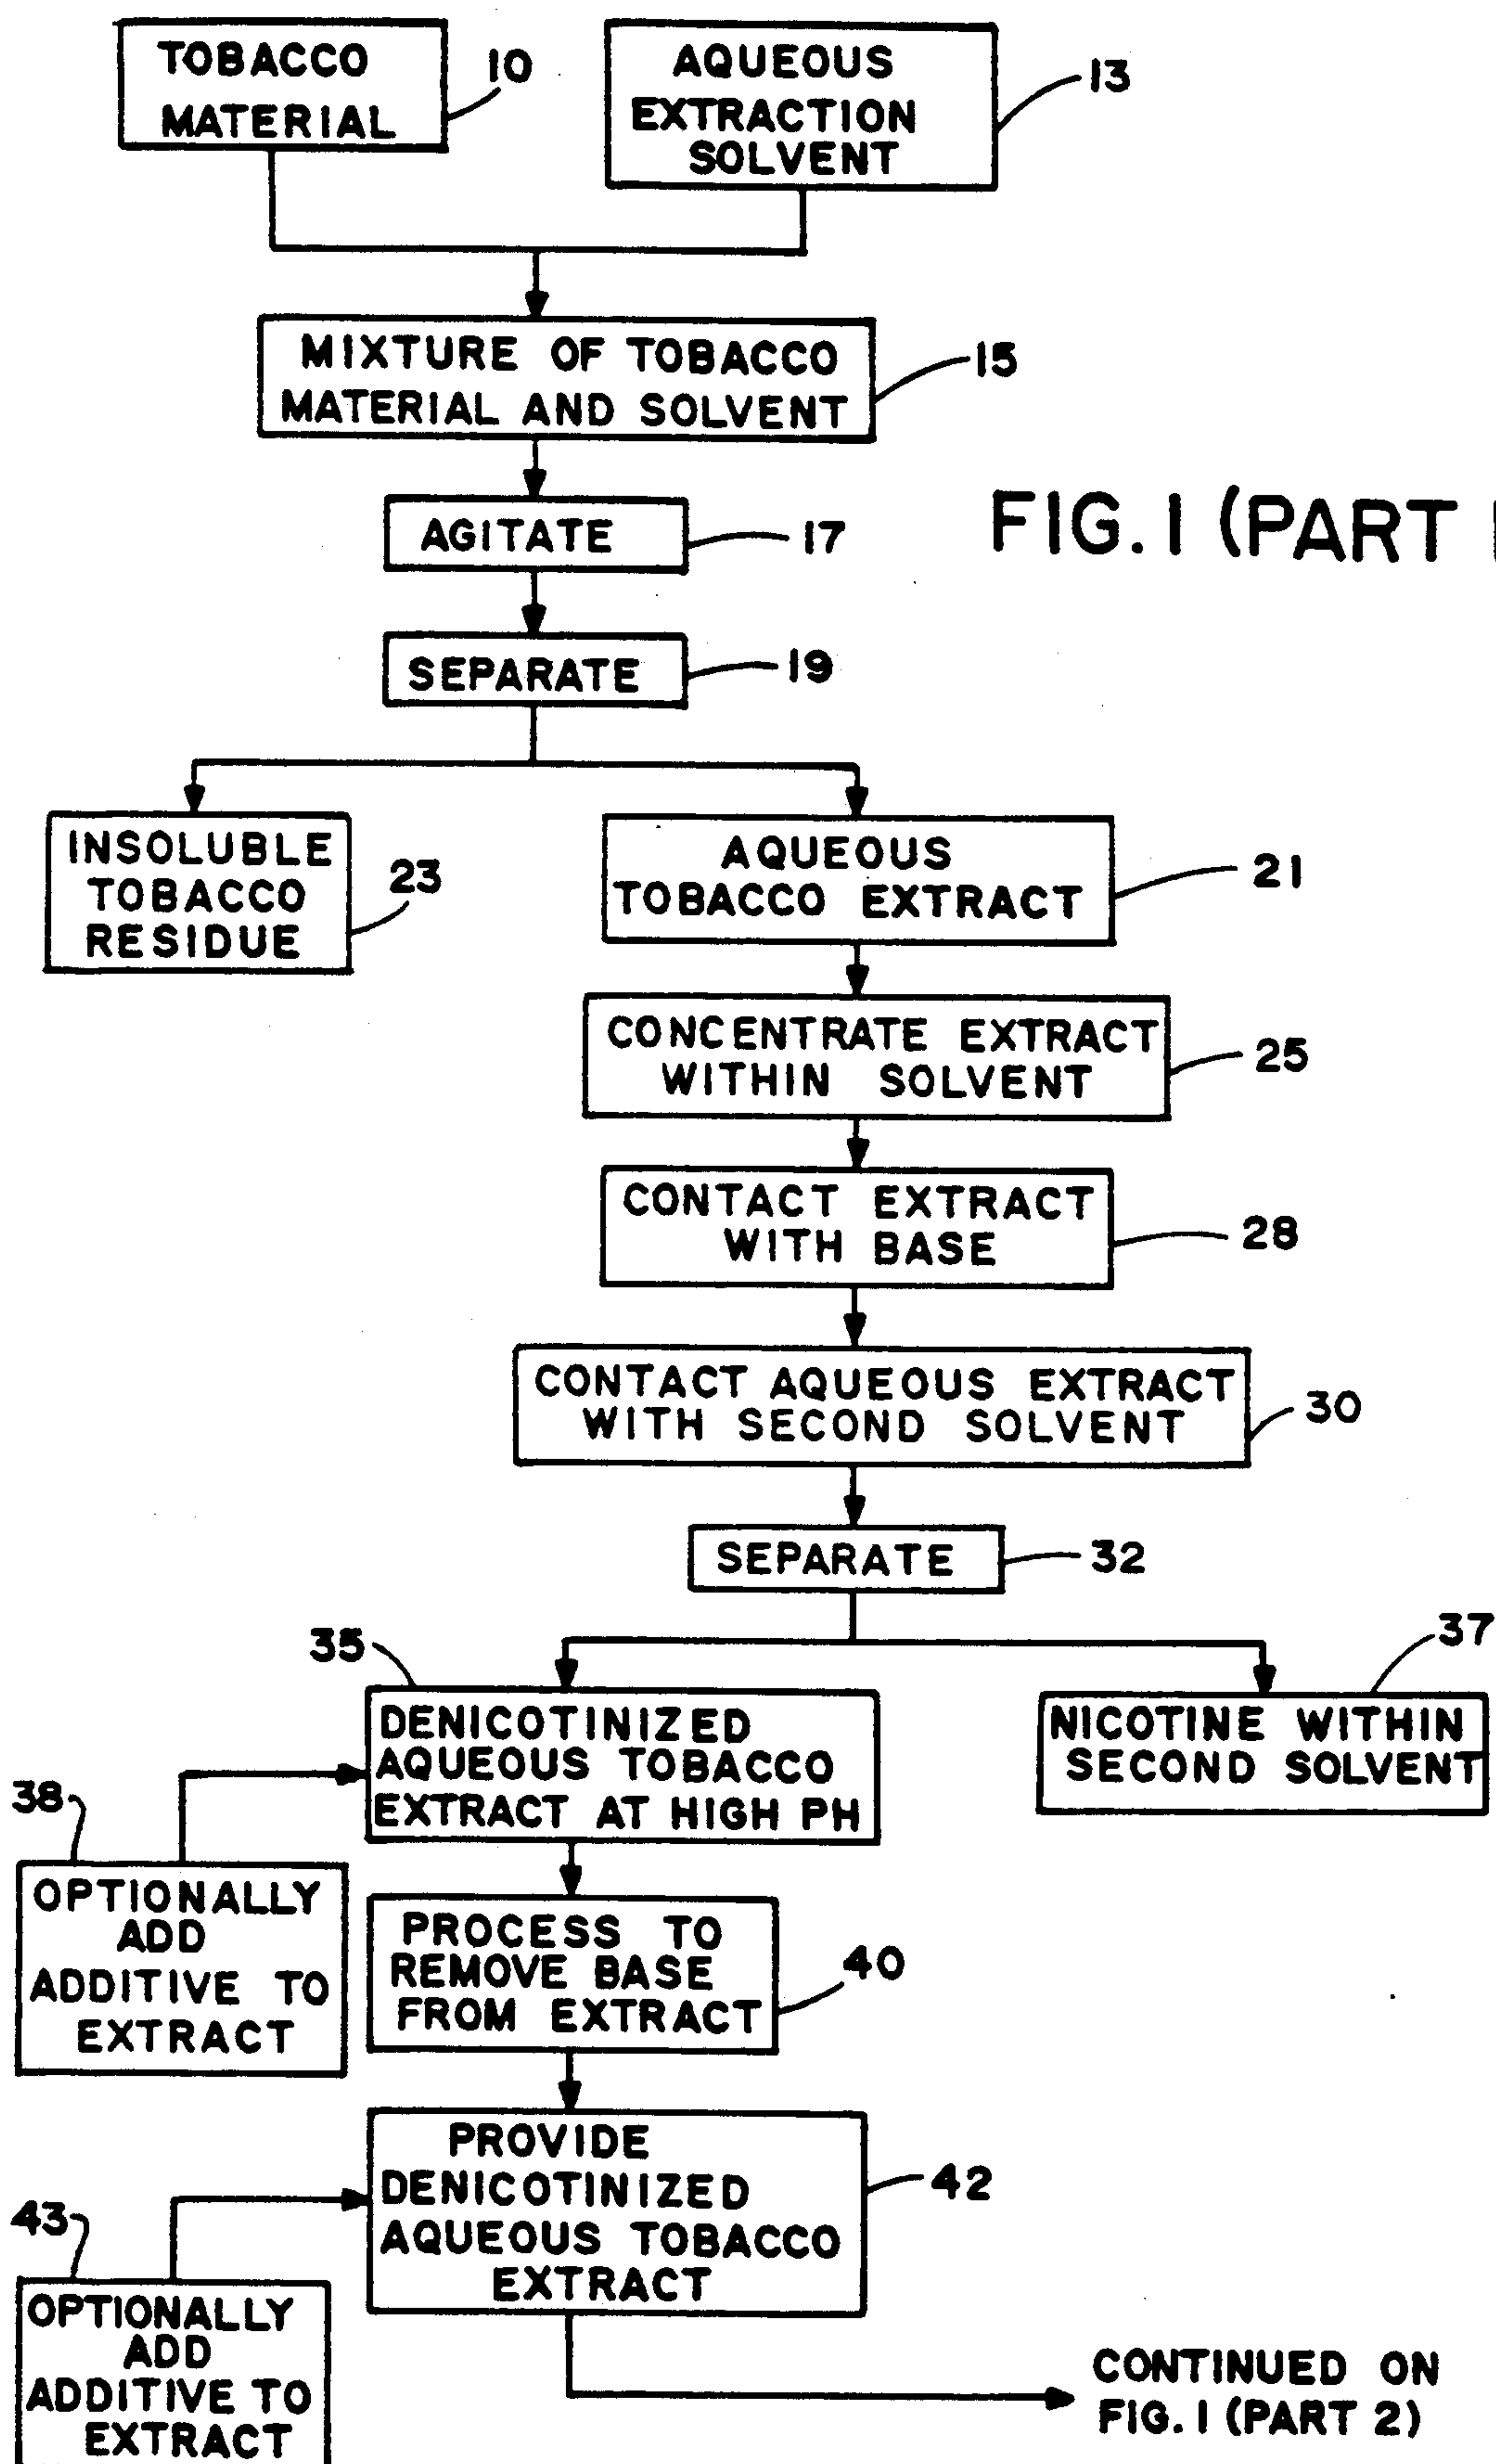 TOBACCO
MATERIAL
10
AQUEOUS
EXTRACTION
SOLVENT
13
MIXTURE OF TOBACCO
MATERIAL AND SOLVENT
15
AGITATE
17
FIG. 1 (PART
SEPARATE
19
INSOLUBLE
TOBACCO
RESIDUE
23
AQUEOUS
TOBACCO EXTRACT
21
CONCENTRATE EXTRACT
WITHIN SOLVENT
25
CONTACT EXTRACT
WITH BASE
28
CONTACT AQUEOUS EXTRACT
WITH SECOND SOLVENT
30
SEPARATE
32
35
DENICOTINIZED
AQUEOUS TOBACCO
EXTRACT AT HIGH PH
37
NICOTINE WITHIN
SECOND SOLVENT
38
OPTIONALLY
ADD
ADDITIVE TO
EXTRACT
PROCESS TO
REMOVE BASE
FROM EXTRACT
40
PROVIDE
DENICOTINIZED
AQUEOUS TOBACCO
EXTRACT
42
43
OPTIONALLY
ADD
ADDITIVE TO
EXTRACT
CONTINUED ON
FIG. 1 (PART 2)